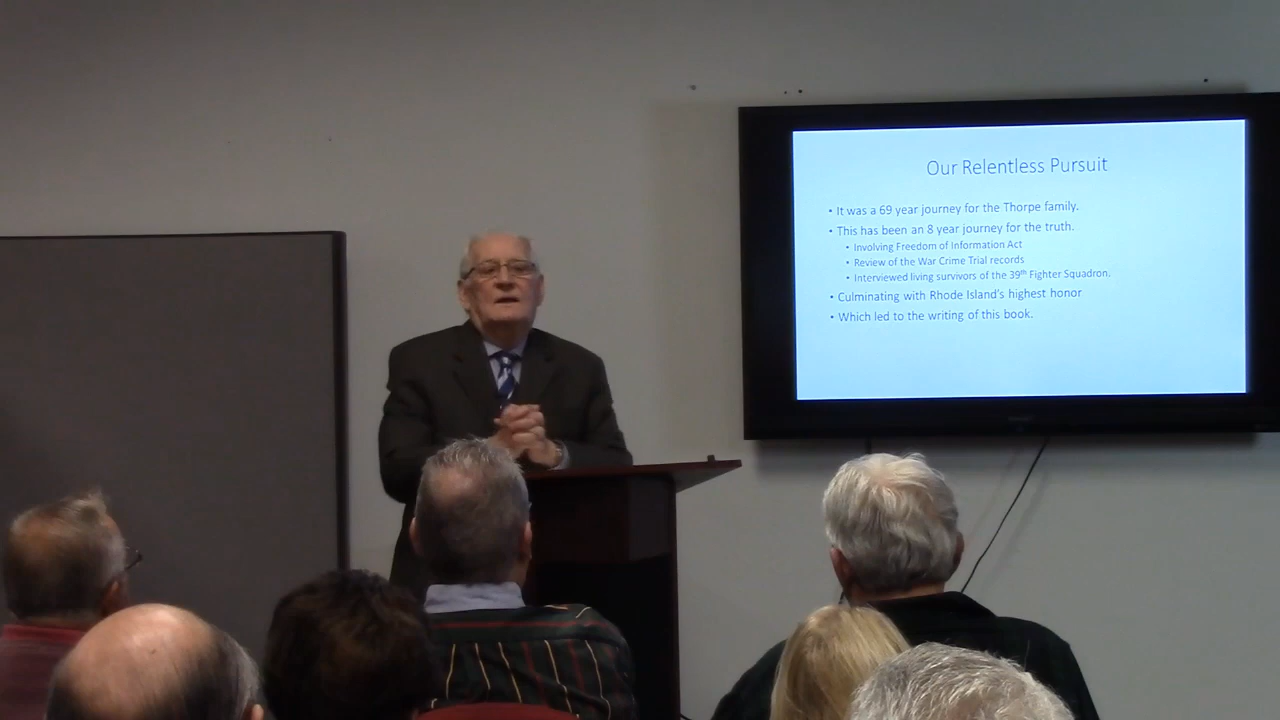 Our Relentless Pursuit
• It was a 69 year journey for the Thorpe family.
• This has been an 8 year journey for the truth.
• Involving Freedom of Information Act
• Review of the War Crime Trial records
• Interviewed living survivors of the 39th Fighter Squadron.
• Culminating with Rhode Island's highest honor
• Which led to the writing of this book.